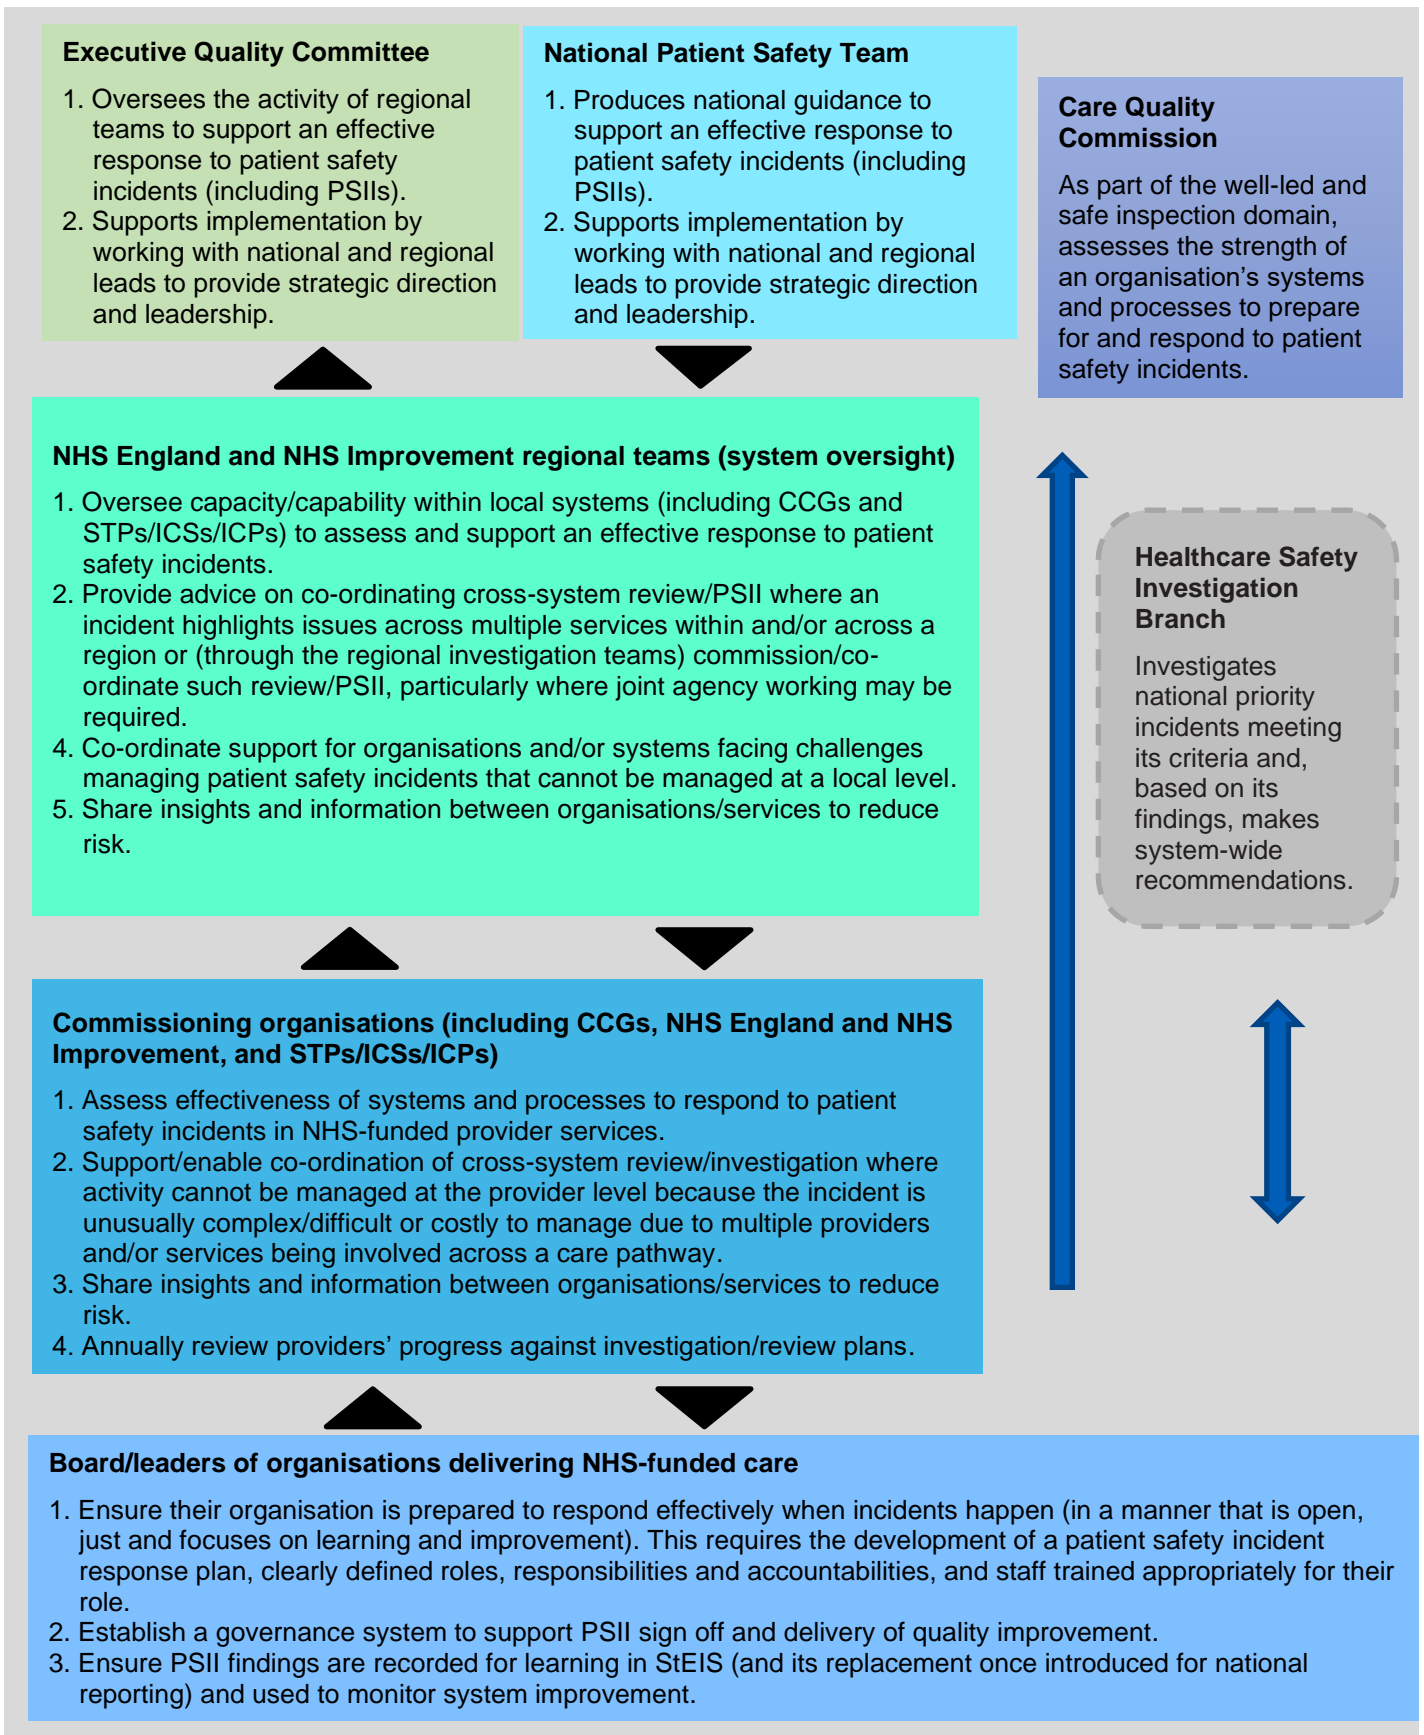 Executive Quality Committee
1. Oversees the activity of regional
teams to support an effective
response to patient safety
incidents (including PSIIs).
2. Supports implementation by
working with national and regional
leads to provide strategic direction
and leadership.
National Patient Safety Team
1. Produces national guidance to
support an effective response to
patient safety incidents (including
PSIIs).
2. Supports implementation by
working with national and regional
leads to provide strategic direction
and leadership.
Care Quality
Commission
As part of the well-led and
safe inspection domain,
assesses the strength of
an organisation’s systems
and processes to prepare
for and respond to patient
safety incidents.
NHS England and NHS Improvement regional teams (system oversight)
1. Oversee capacity/capability within local systems (including CCGs and
STPs/ICSs/ICPs) to assess and support an effective response to patient
safety incidents.
2. Provide advice on co-ordinating cross-system review/PSII where an
incident highlights issues across multiple services within and/or across a
region or (through the regional investigation teams) commission/co-
ordinate such review/PSII, particularly where joint agency working may be
required.
4. Co-ordinate support for organisations and/or systems facing challenges
managing patient safety incidents that cannot be managed at a local level.
5. Share insights and information between organisations/services to reduce
risk.
Healthcare Safety
Investigation
Branch
Investigates
national priority
incidents meeting
its criteria and,
based on its
findings, makes
system-wide
recommendations.
Commissioning organisations (including CCGs, NHS England and NHS
Improvement, and STPs/ICSs/ICPs)
1. Assess effectiveness of systems and processes to respond to patient
safety incidents in NHS-funded provider services.
2. Support/enable co-ordination of cross-system review/investigation where
activity cannot be managed at the provider level because the incident is
unusually complex/difficult or costly to manage due to multiple providers
and/or services being involved across a care pathway.
3. Share insights and information between organisations/services to reduce
risk.
4. Annually review providers’ progress against investigation/review plans.
Board/leaders of organisations delivering NHS-funded care
1. Ensure their organisation is prepared to respond effectively when incidents happen (in a manner that is open,
just and focuses on learning and improvement). This requires the development of a patient safety incident
response plan, clearly defined roles, responsibilities and accountabilities, and staff trained appropriately for their
role.
2. Establish a governance system to support PSII sign off and delivery of quality improvement.
3. Ensure PSII findings are recorded for learning in StEIS (and its replacement once introduced for national
reporting) and used to monitor system improvement.